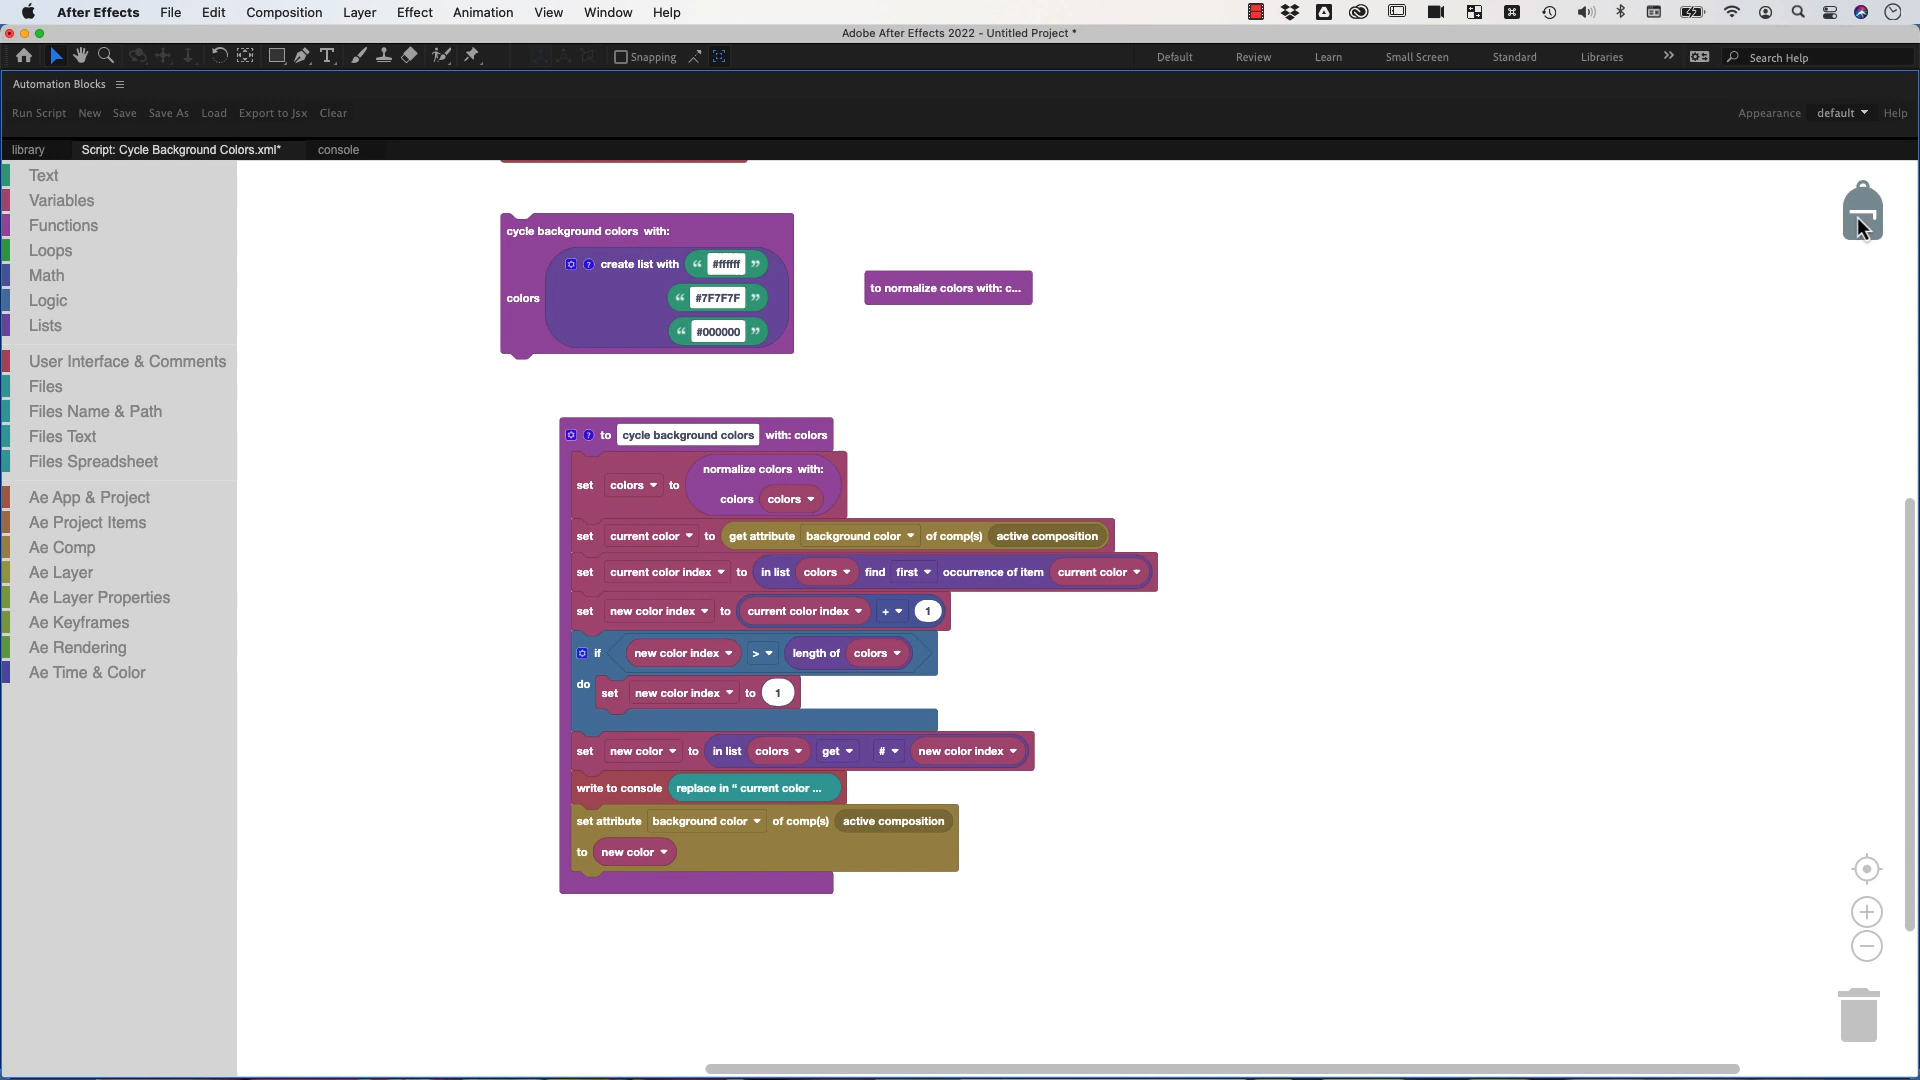 After Effects File Edit Composition Layer Effect Animation View Window Help
Adobe After Effects 2022 - Untitled Project *
Snapping Default Review Learn Small Screen Standard Libraries Search Help
Automation Blocks
Run Script New Save Save As Load Export to Jsx Clear Appearance default Help
library Script: Cycle Background Colors.xml* console
Text
Variables
Functions
Loops
Math
Logic
Lists
User Interface & Comments
Files
Files Name & Path
Files Text
Files Spreadsheet
Ae App & Project
Ae Project Items
Ae Comp
Ae Layer
Ae Layer Properties
Ae Keyframes
Ae Rendering
Ae Time & Color
cycle background colors with:
? create list with “ #ffffff ”
colors “ #7F7F7F ”
“ #000000 ”
to normalize colors with: c...
? to cycle background colors with: colors
normalize colors with:
set colors to
colors colors
set current color to get attribute background color of comp(s) active composition
set current color index to in list colors find first occurrence of item current color
set new color index to current color index + 1
if new color index > length of colors
do set new color index to 1
set new color to in list colors get # new color index
write to console replace in “ current color ...
set attribute background color of comp(s) active composition
to new color